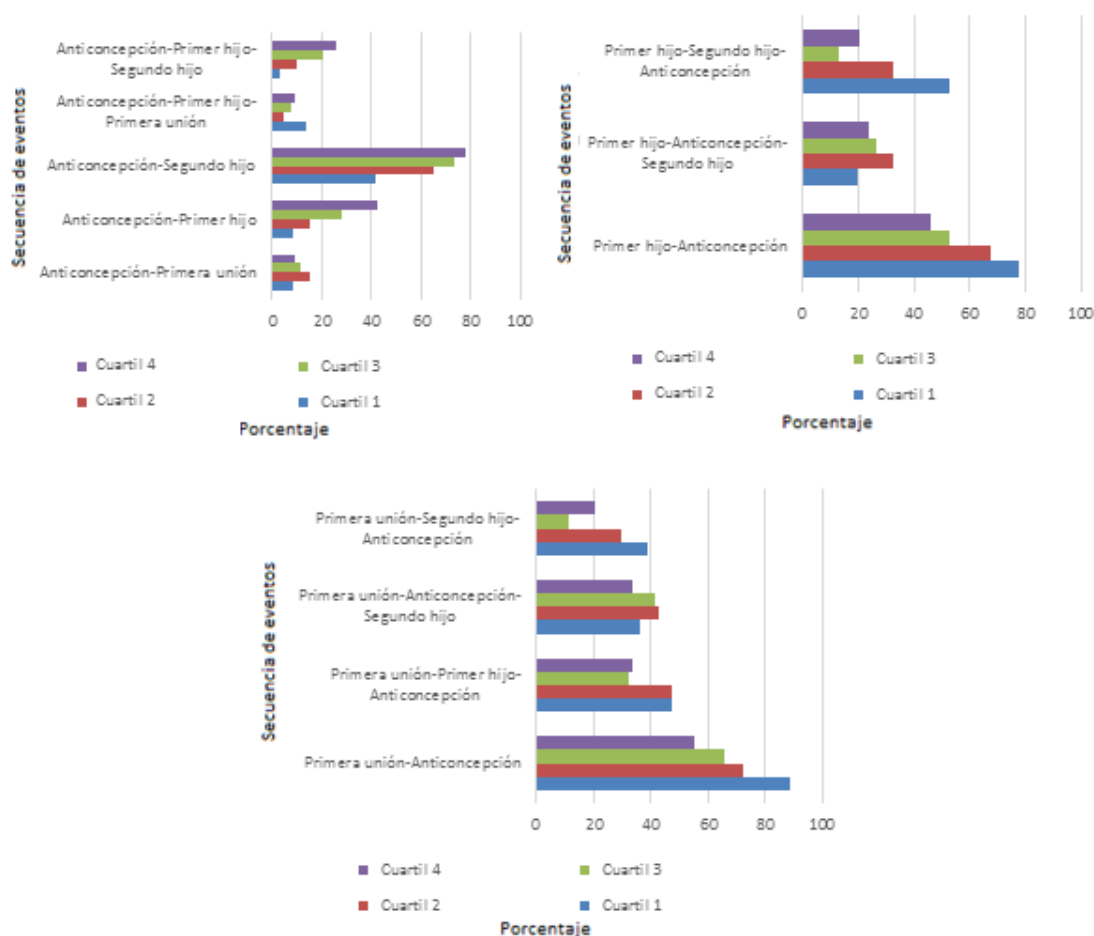 Secuencia de eventos
Anticoncepción-Primer hijo-
Segundo hijo
Anticoncepción-Primer hijo-
Primera unión
Anticoncepción-Segundo hijo
Anticoncepción-Primer hijo
Anticoncepción-Primera unión
0 20 40 60 80 100
Cuartil 4 Cuartil 3
Cuartil 2 Cuartil 1
Porcentaje
Secuencia de eventos
Primer hijo-Segundo hijo-
Anticoncepción
Primer hijo-Anticoncepción-
Segundo hijo
Primer hijo-Anticoncepción
0 20 40 60 80 100
Cuartil 4 Cuartil 3
Cuartil 2 Cuartil 1
Porcentaje
Secuencia de eventos
Primera unión-Segundo hijo-
Anticoncepción
Primera unión-Anticoncepción-
Segundo hijo
Primera unión-Primer hijo-
Anticoncepción
Primera unión-Anticoncepción
0 20 40 60 80 100
Cuartil 4 Cuartil 3
Cuartil 2 Cuartil 1
Porcentaje